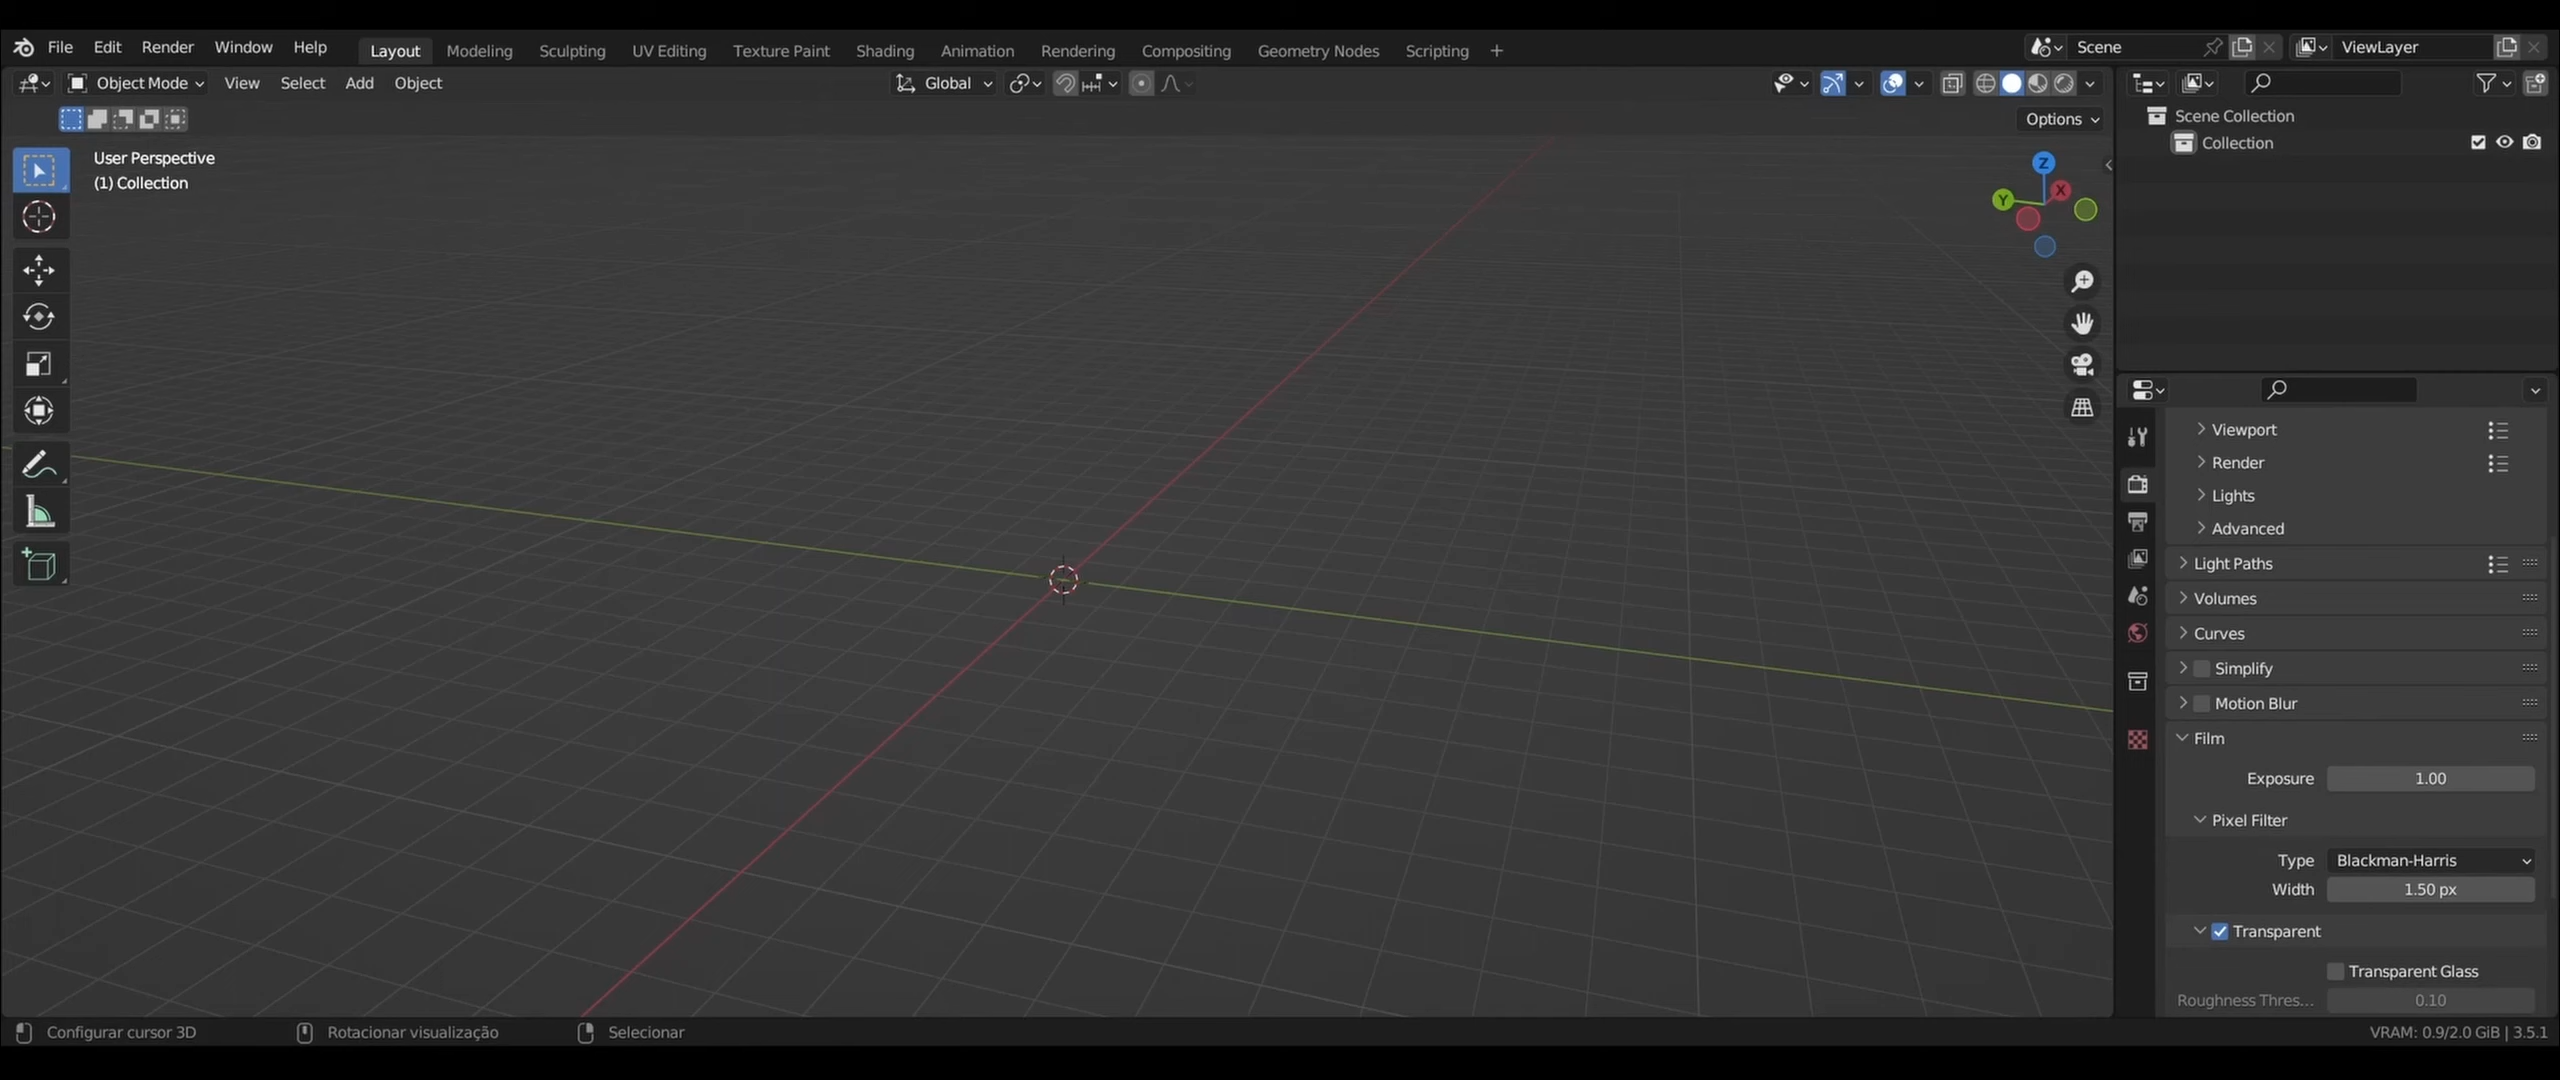 File Edit Render Window Help Layout Modeling Sculpting UV Editing Texture Paint Shading Animation Rendering Compositing Geometry Nodes Scripting + Scene ViewLayer
Object Mode View Select Add Object Global
Options
User Perspective
(1) Collection
Z
X
Y
Scene Collection
Collection
Viewport
Render
Lights
Advanced
Light Paths
Volumes
Curves
Simplify
Motion Blur
Film
Exposure 1.00
Pixel Filter
Type Blackman-Harris
Width 1.50 px
Transparent
Transparent Glass
Roughness Thres... 0.10
Configurar cursor 3D Rotacionar visualização Selecionar VRAM: 0.9/2.0 GiB | 3.5.1